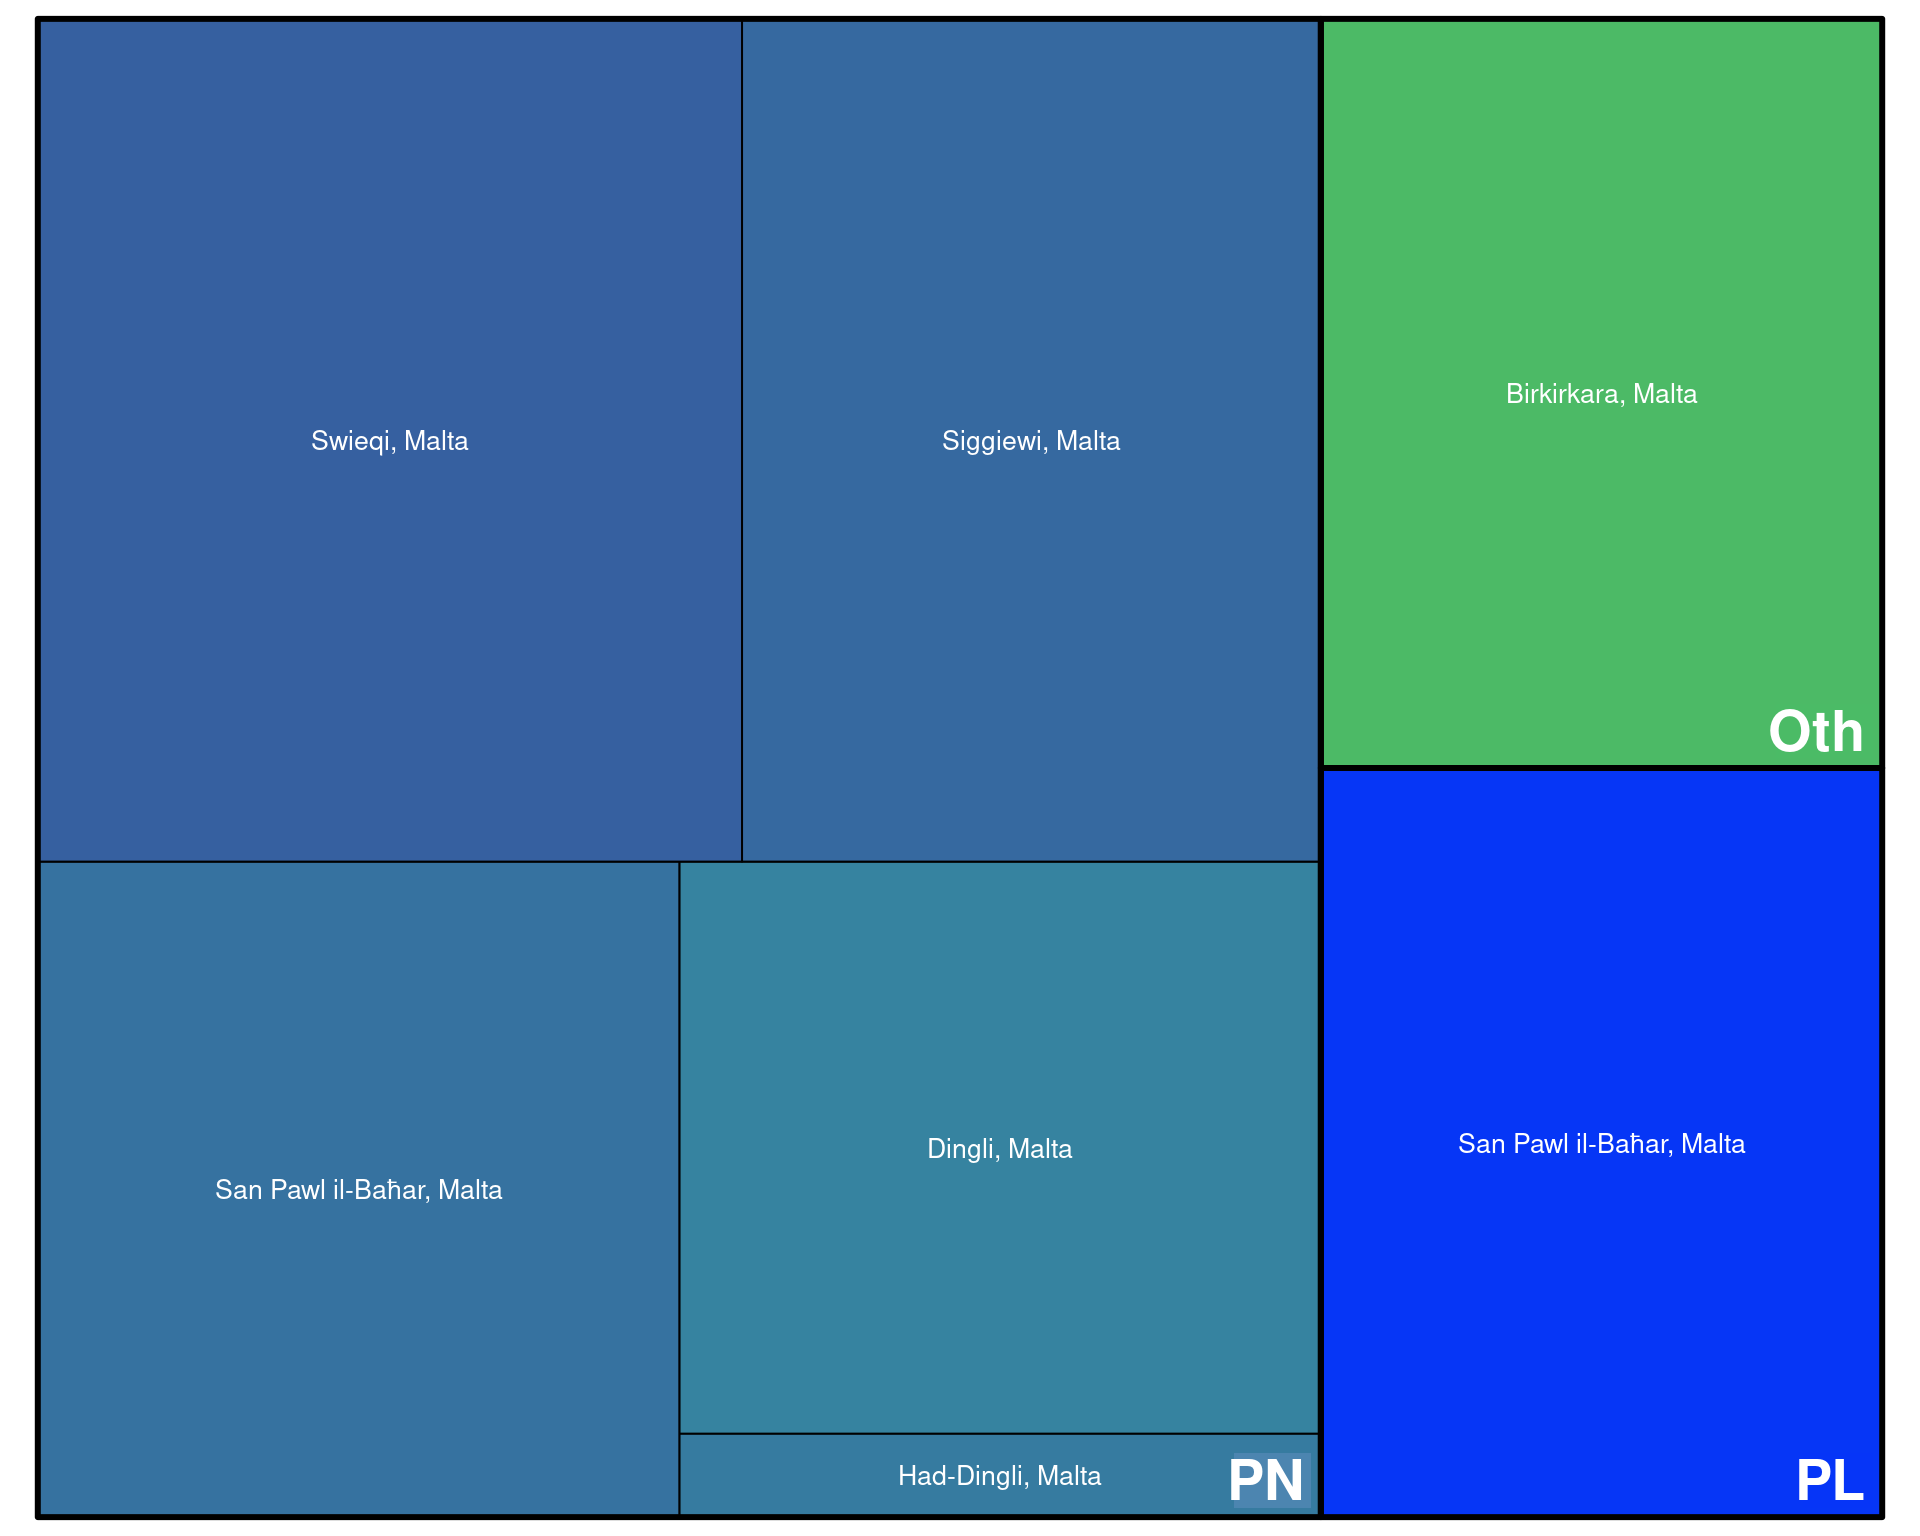 Swieqi, Malta
Siggiewi, Malta
Birkirkara, Malta
Oth
San Pawl il-Baħar, Malta
Dingli, Malta
Had-Dingli, Malta
PN
San Pawl il-Baħar, Malta
PL